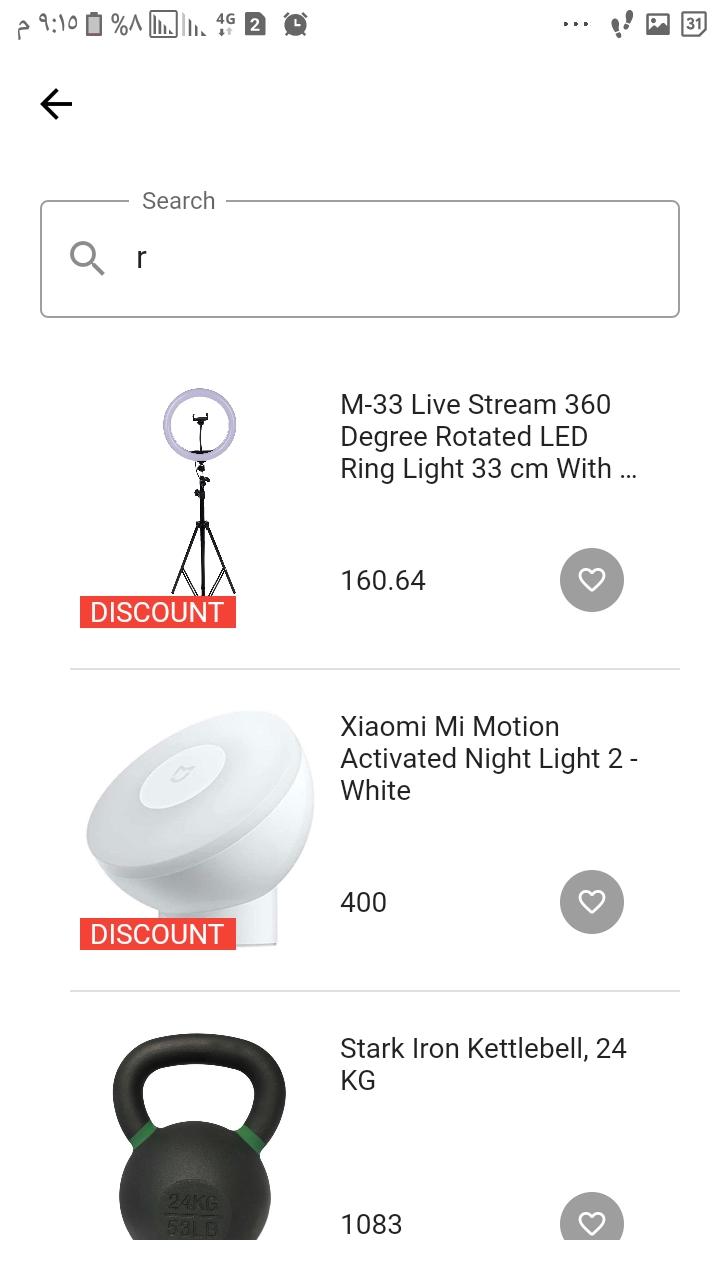 م ٩:١٥ %٨ 4G 2 31
Search
r
M-33 Live Stream 360
Degree Rotated LED
Ring Light 33 cm With ...
160.64
DISCOUNT
Xiaomi Mi Motion
Activated Night Light 2 -
White
400
DISCOUNT
Stark Iron Kettlebell, 24
KG
24KG
53LB
1083